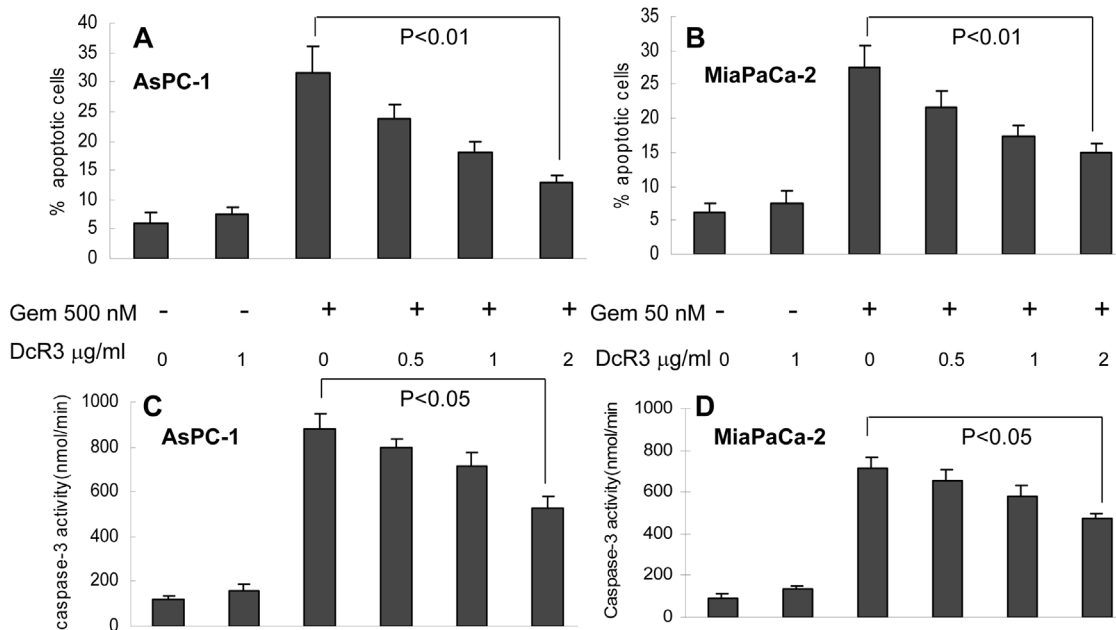 A
AsPC-1
P<0.01
% apoptotic cells
40
35
30
25
20
15
10
5
0
B
MiaPaCa-2
P<0.01
% apoptotic cells
35
30
25
20
15
10
5
0
Gem 500 nM - - + + + +
DcR3 μg/ml 0 1 0 0.5 1 2
Gem 50 nM - - + + + +
DcR3 μg/ml 0 1 0 0.5 1 2
C
AsPC-1
P<0.05
caspase-3 activity(nmol/min)
1000
800
600
400
200
0
D
MiaPaCa-2
P<0.05
Caspase-3 activity(nmol/min
1000
800
600
400
200
0